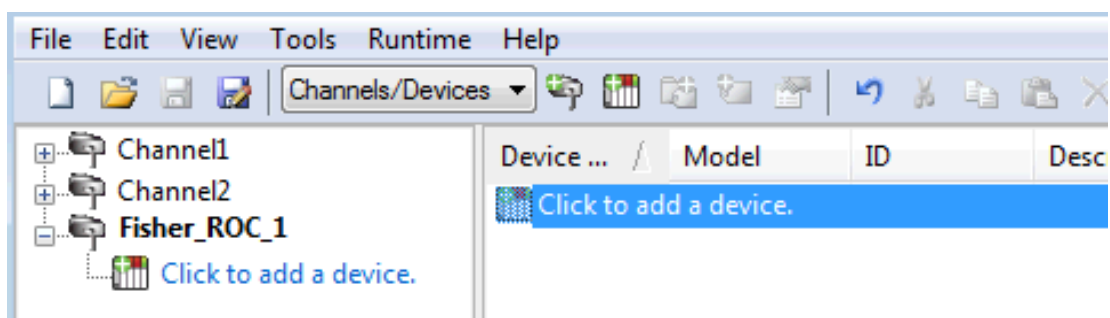 File Edit View Tools Runtime Help
Channels/Devices
Channel1
Channel2
Fisher_ROC_1
Click to add a device.
Device ... Model ID Desc
Click to add a device.